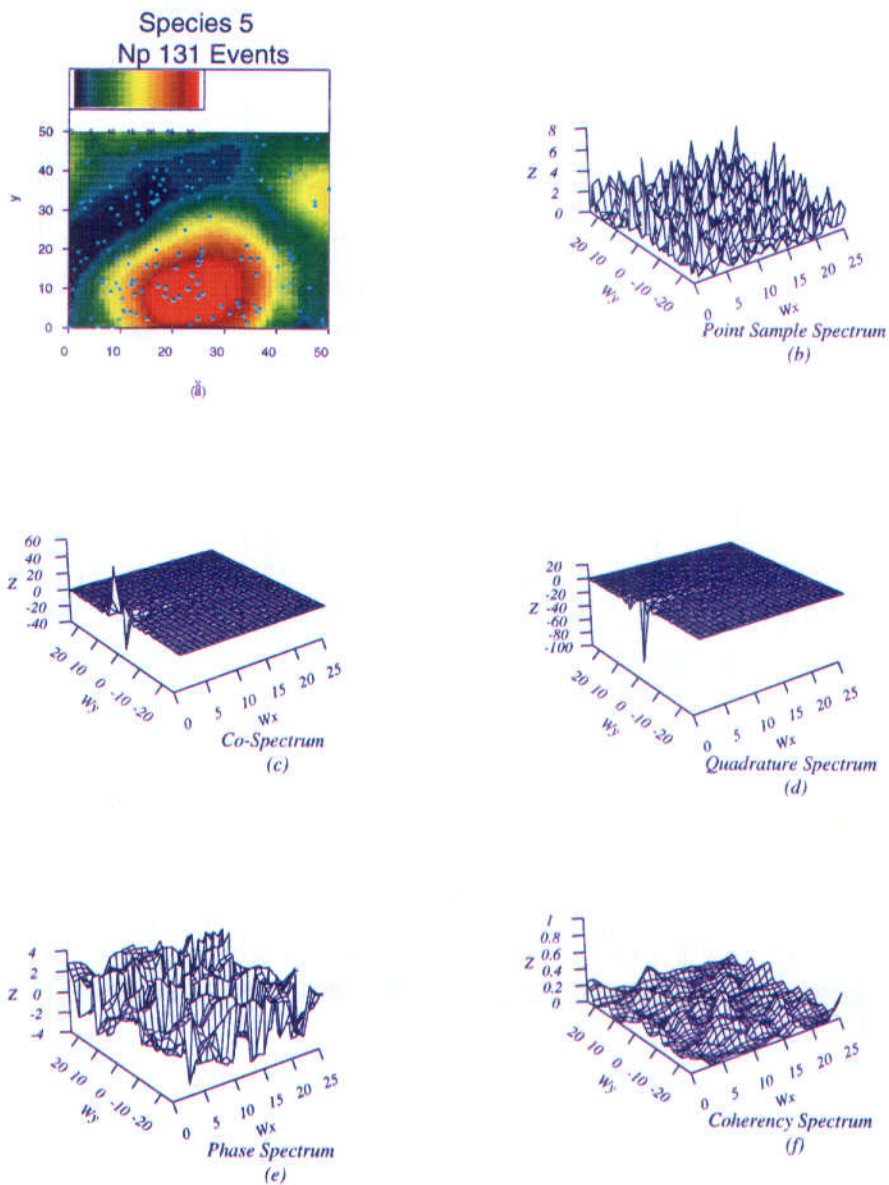 Species 5
Np 131 Events
50
40
30
20
10
0
y
0 10 20 30 40 50
(a)
8
6
4
2
0
Z
20 10 0 -10 -20
Wy
0 5 10 15 20 25
Wx
Point Sample Spectrum
(b)
60
40
20
0
-20
-40
Z
20 10 0 -10 -20
Wy
0 5 10 15 20 25
Wx
Co-Spectrum
(c)
20
0
-20
-40
-60
-80
-100
Z
20 10 0 -10 -20
Wy
0 5 10 15 20 25
Wx
Quadrature Spectrum
(d)
4
2
0
-2
-4
Z
20 10 0 -10 -20
Wy
0 5 10 15 20 25
Wx
Phase Spectrum
(e)
1
0.8
0.6
0.4
0.2
0
Z
20 10 0 -10 -20
Wy
0 5 10 15 20 25
Wx
Coherency Spectrum
(f)